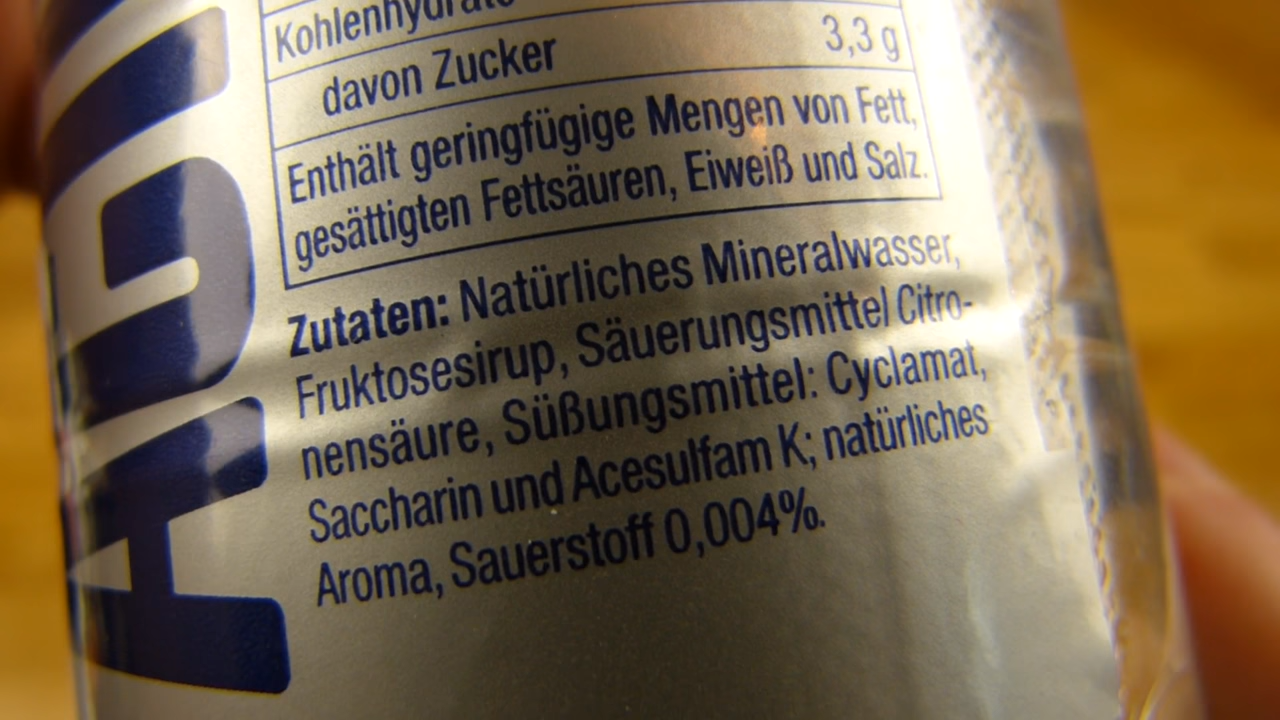 Kohlenhydrate
davon Zucker 3,3 g
Enthält geringfügige Mengen von Fett,
gesättigten Fettsäuren, Eiweiß und Salz.
Zutaten: Natürliches Mineralwasser,
Fruktosesirup, Säuerungsmittel Citro-
nensäure, Süßungsmittel: Cyclamat,
Saccharin und Acesulfam K; natürliches
Aroma, Sauerstoff 0,004%.